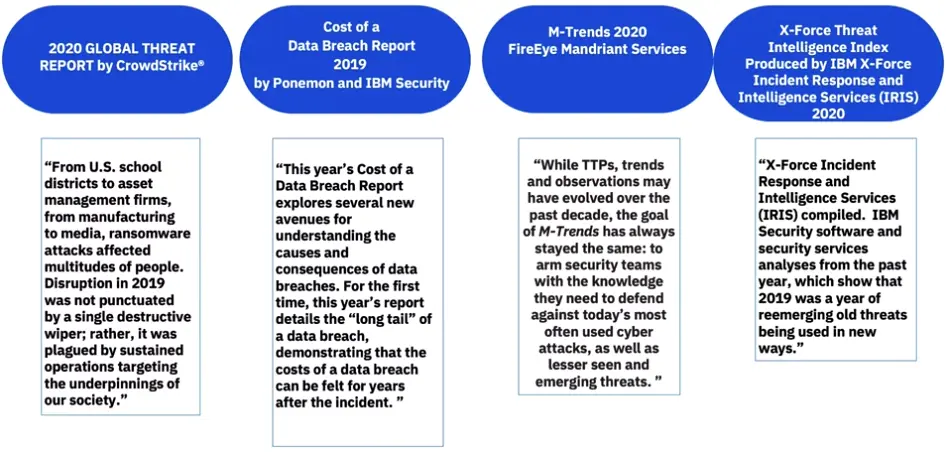 2020 GLOBAL THREAT
REPORT by CrowdStrike®
Cost of a
Data Breach Report
2019
by Ponemon and IBM Security
M-Trends 2020
FireEye Mandriant Services
X-Force Threat
Intelligence Index
Produced by IBM X-Force
Incident Response and
Intelligence Services (IRIS)
2020
“From U.S. school
districts to asset
management firms,
from manufacturing
to media, ransomware
attacks affected
multitudes of people.
Disruption in 2019
was not punctuated
by a single destructive
wiper; rather, it was
plagued by sustained
operations targeting
the underpinnings of
our society.”
“This year’s Cost of a
Data Breach Report
explores several new
avenues for
understanding the
causes and
consequences of data
breaches. For the first
time, this year’s report
details the “long tail” of
a data breach,
demonstrating that the
costs of a data breach
can be felt for years
after the incident. ”
“While TTPs, trends
and observations may
have evolved over the
past decade, the goal
of M-Trends has always
stayed the same: to
arm security teams
with the knowledge
they need to defend
against today’s most
often used cyber
attacks, as well as
lesser seen and
emerging threats. ”
“X-Force Incident
Response and
Intelligence Services
(IRIS) compiled. IBM
Security software and
security services
analyses from the past
year, which show that
2019 was a year of
reemerging old threats
being used in new
ways.”